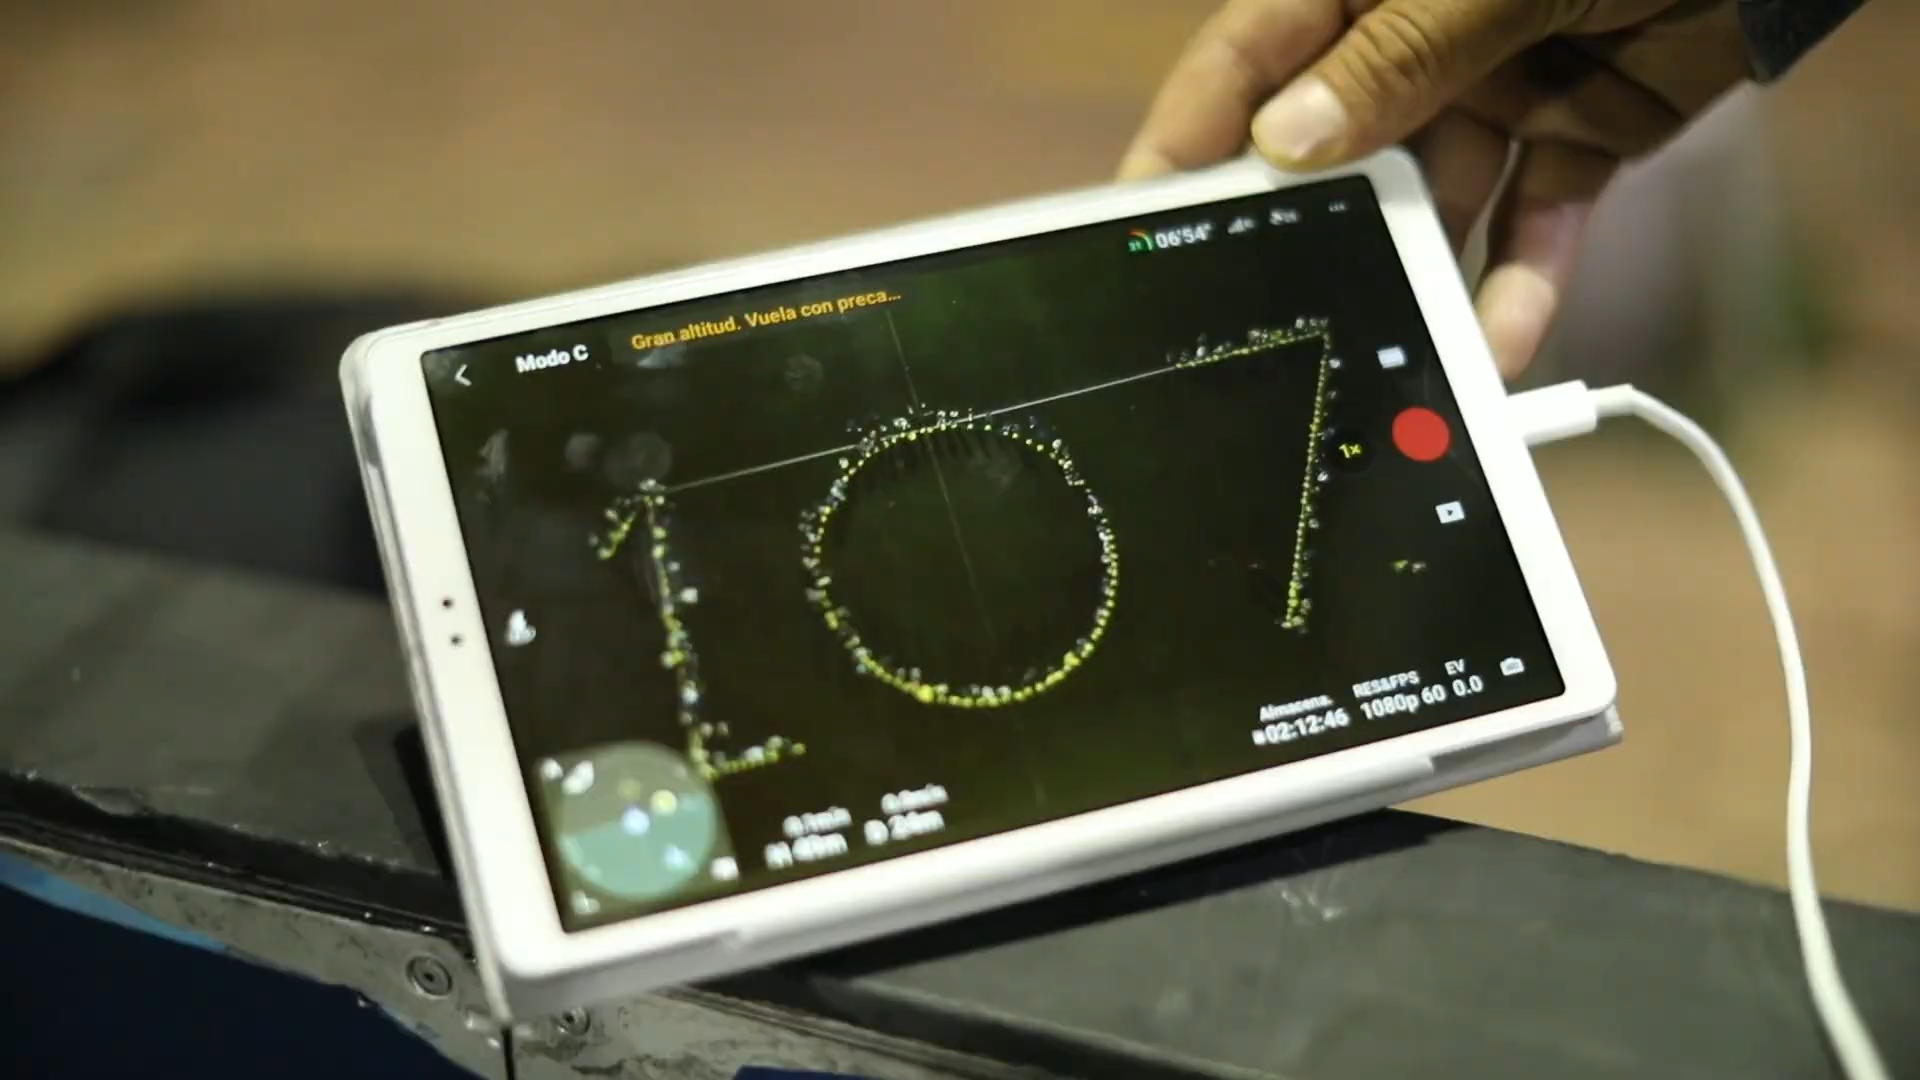 06'54"
Modo C
Gran altitud. Vuela con preca...
107
1x
Almacena. RES&FPS EV
02:12:46 1080p 60 0.0